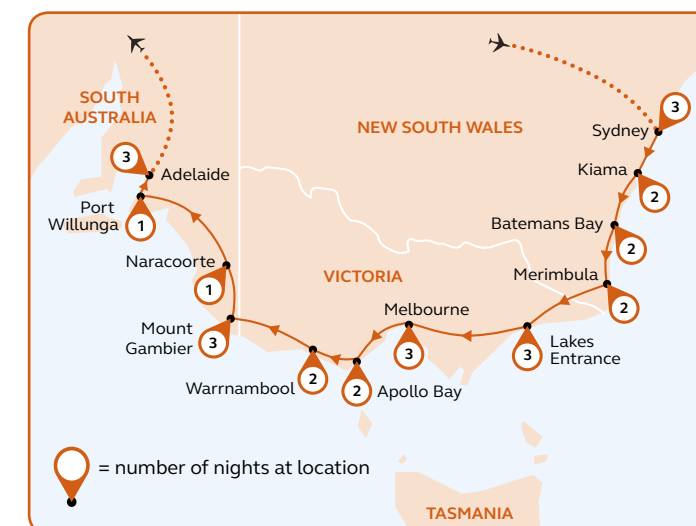 3
SOUTH
AUSTRALIA
NEW SOUTH WALES
Sydney
3
Adelaide
Kiama
2
Port
Willunga
1
Batemans Bay
2
Naracoorte
1
VICTORIA
Merimbula
2
Melbourne
3
Mount
Gambier
3
Lakes
Entrance
3
Warrnambool
2
2
Apollo Bay
= number of nights at location
TASMANIA